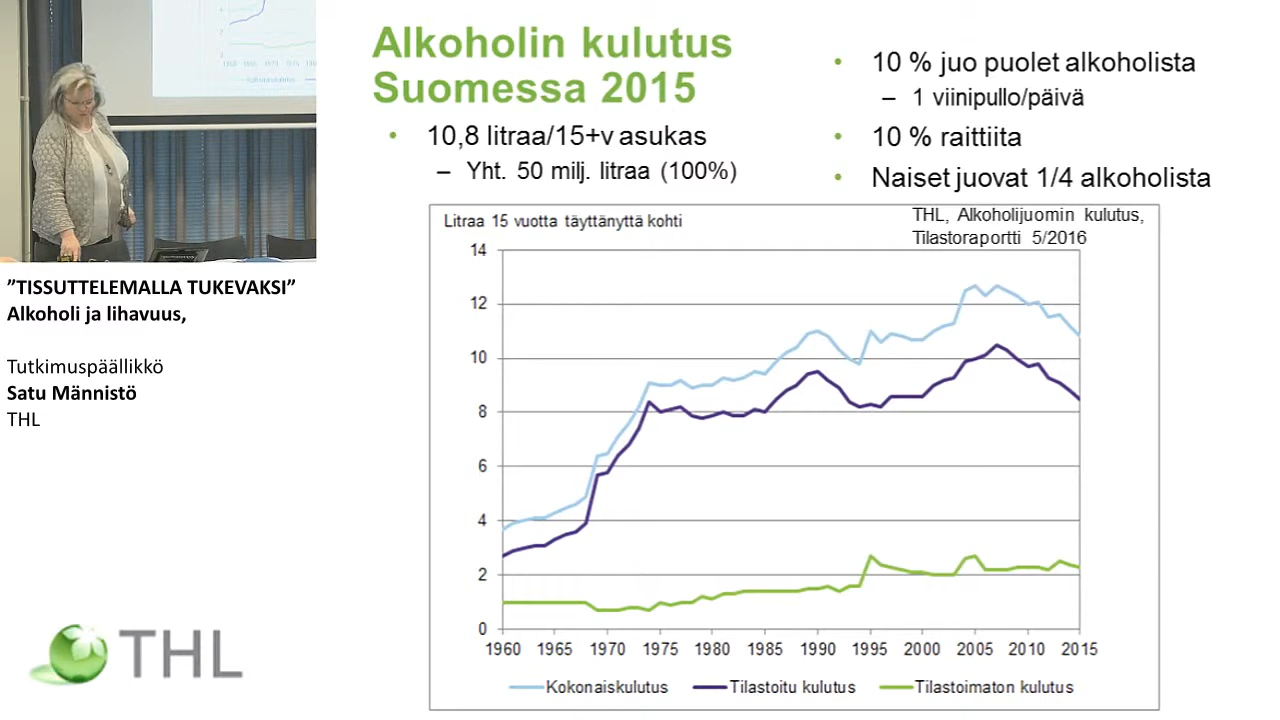 Alkoholin kulutus
Suomessa 2015
• 10,8 litraa/15+v asukas
– Yht. 50 milj. litraa (100%)
• 10 % juo puolet alkoholista
– 1 viinipullo/päivä
• 10 % raittiita
• Naiset juovat 1/4 alkoholista
”TISSUTTELEMALLA TUKEVAKSI”
Alkoholi ja lihavuus,
Tutkimuspäällikkö
Satu Männistö
THL
THL
Litraa 15 vuotta täyttänyttä kohti
THL, Alkoholijuomin kulutus,
Tilastoraportti 5/2016
14
12
10
8
6
4
2
0
1960 1965 1970 1975 1980 1985 1990 1995 2000 2005 2010 2015
Kokonaiskulutus Tilastoitu kulutus Tilastoimaton kulutus